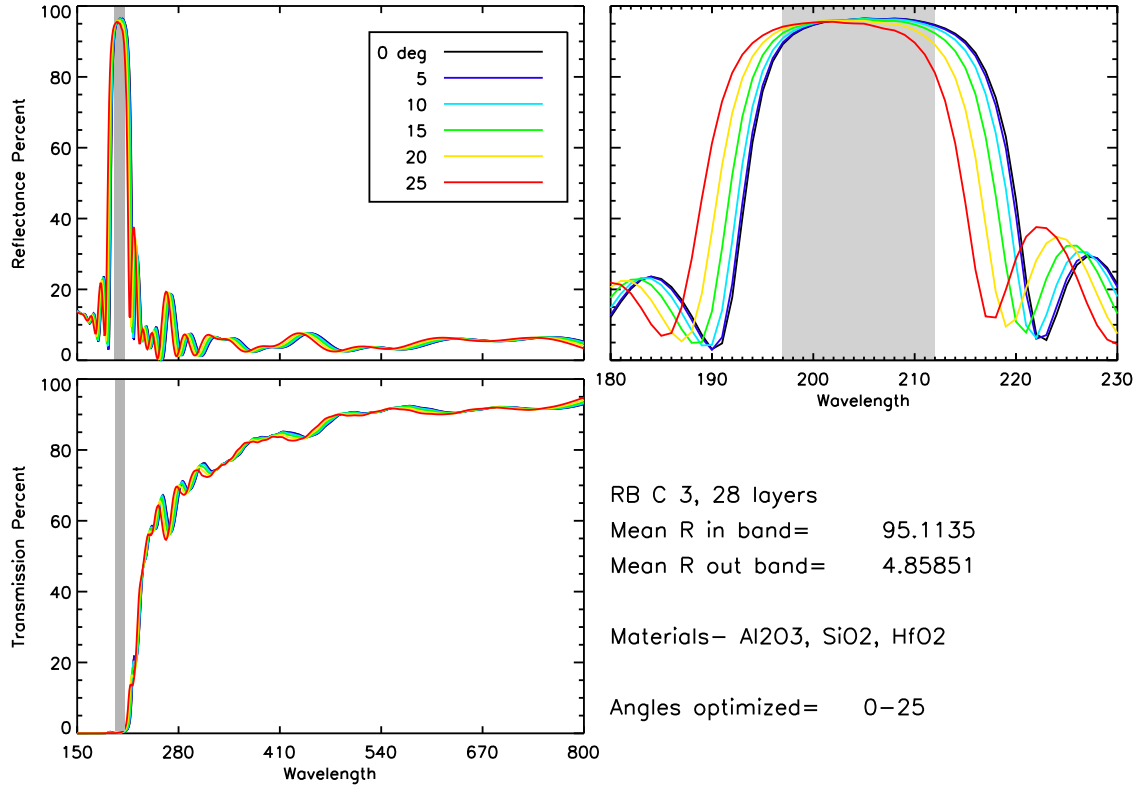 100
80
60
40
20
0
Reflectance Percent
0 deg
5
10
15
20
25
180 190 200 210 220 230
Wavelength
100
80
60
40
20
0
Transmission Percent
150 280 410 540 670 800
Wavelength
RB C 3, 28 layers
Mean R in band= 95.1135
Mean R out band= 4.85851
Materials- Al2O3, SiO2, HfO2
Angles optimized= 0-25